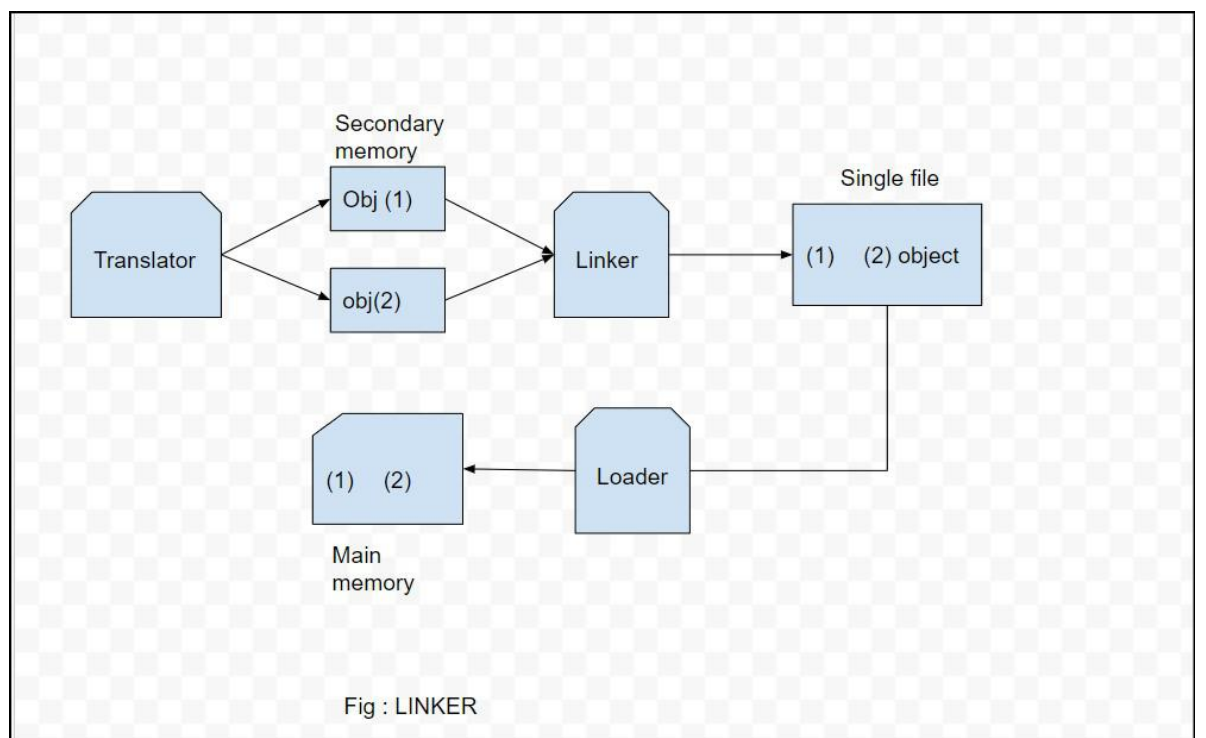 Secondary
memory
Obj (1)
Translator
obj(2)
Linker
Single file
(1) (2) object
(1) (2)
Loader
Main
memory
Fig : LINKER